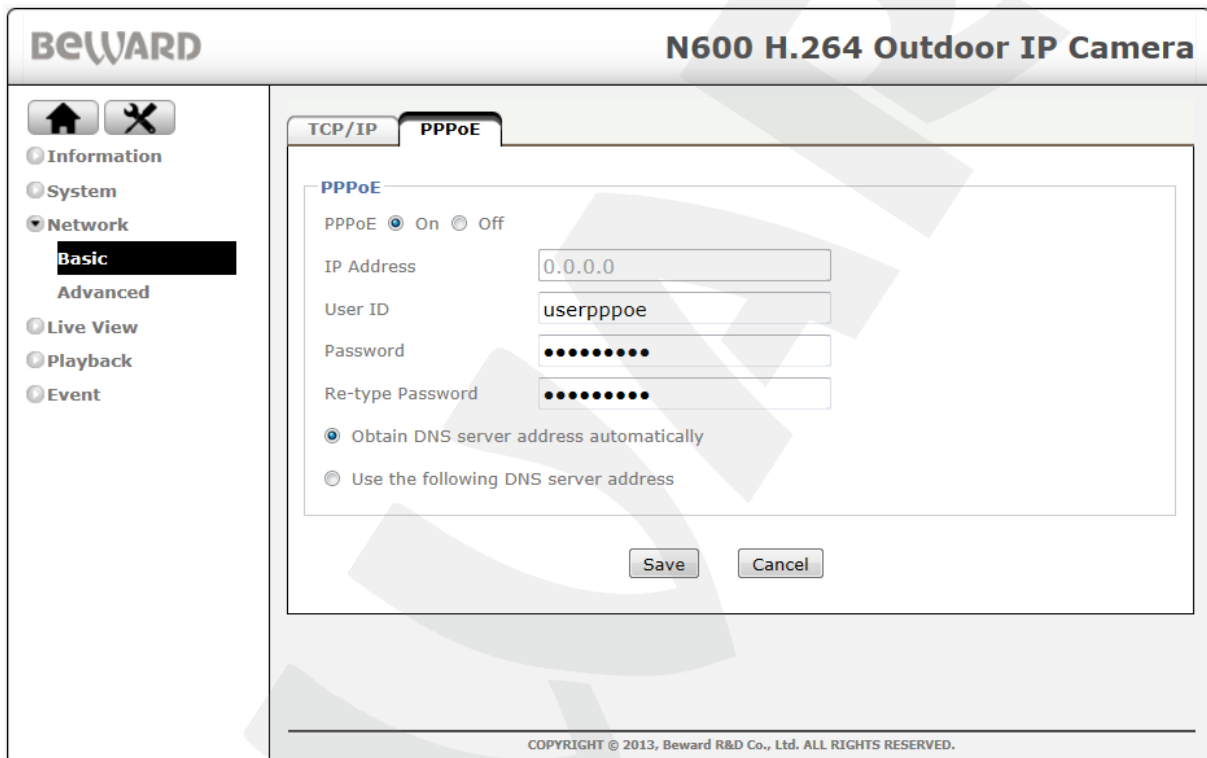 BEWARD
N600 H.264 Outdoor IP Camera
Information
System
Network
Basic
Advanced
Live View
Playback
Event
TCP/IP PPPoE
PPPoE
PPPoE On Off
IP Address 0.0.0.0
User ID userpppoe
Password •••••••••
Re-type Password •••••••••
Obtain DNS server address automatically
Use the following DNS server address
Save Cancel
COPYRIGHT © 2013, Beward R&D Co., Ltd. ALL RIGHTS RESERVED.